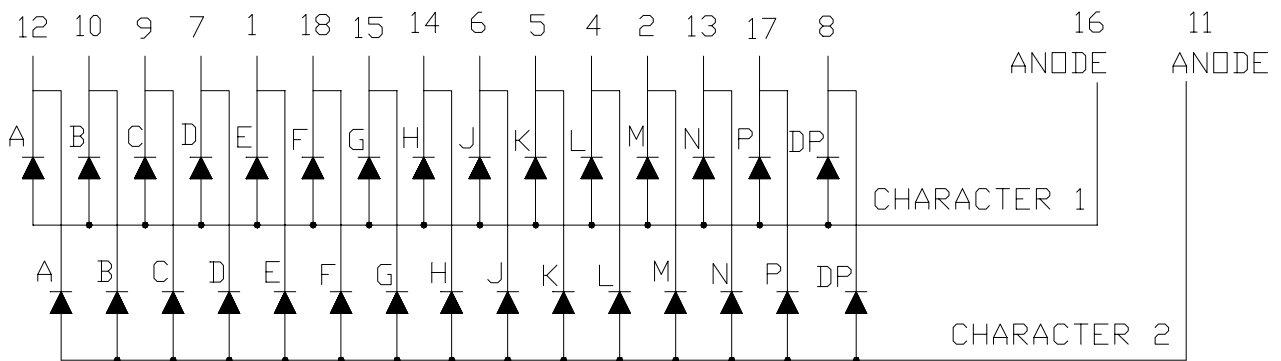 12 10 9 7 1 18 15 14 6 5 4 2 13 17 8 16 11
ANODE ANODE
A B C D E F G H J K L M N P DP
CHARACTER 1
A B C D E F G H J K L M N P DP
CHARACTER 2